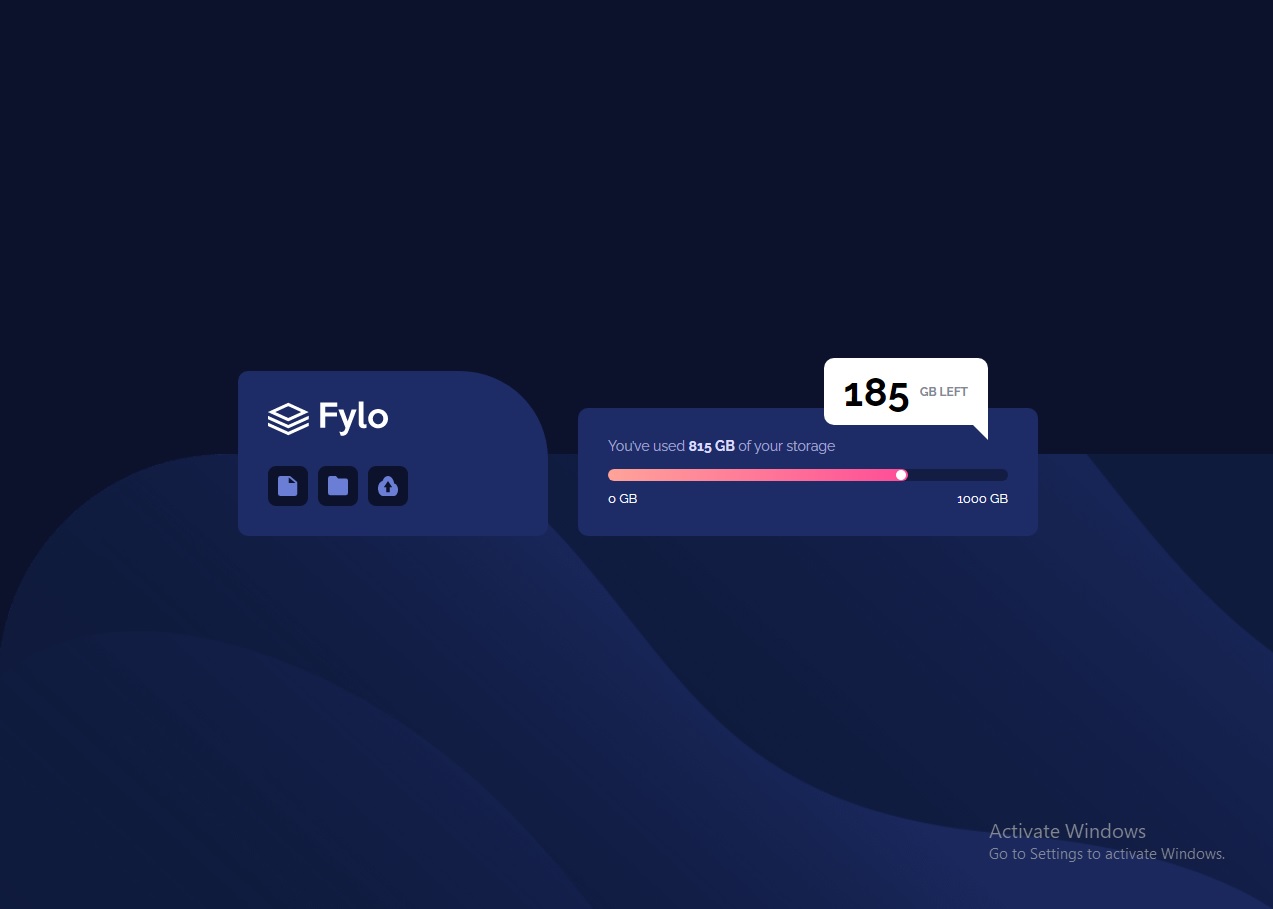 Fylo
185 GB LEFT
You've used 815 GB of your storage
0 GB
1000 GB
Activate Windows
Go to Settings to activate Windows.